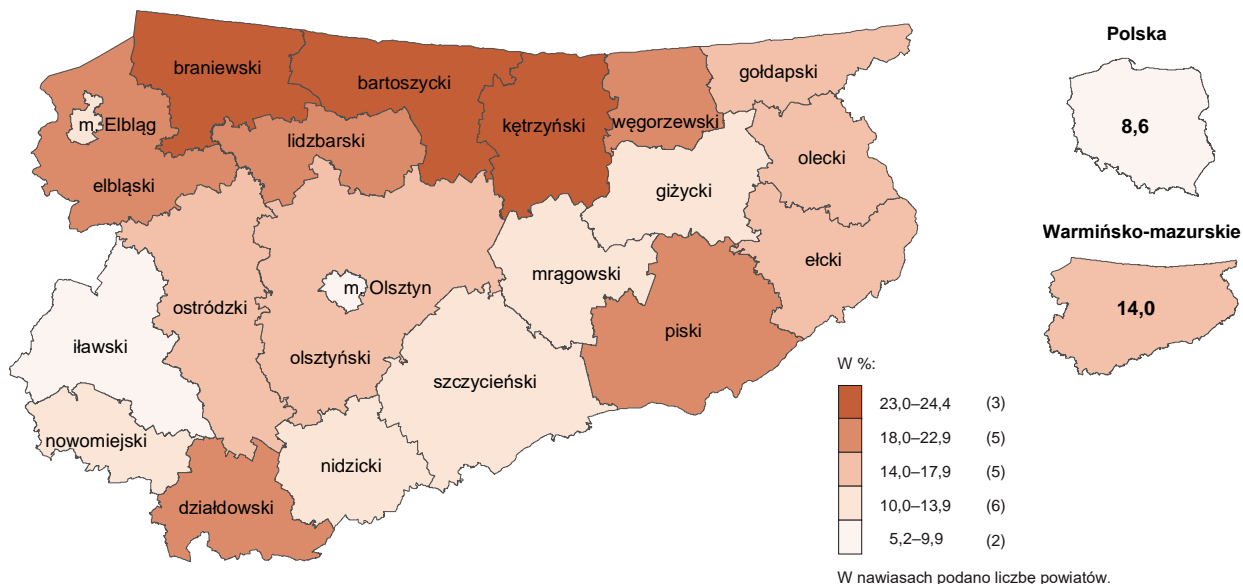 braniewski
bartoszycki
gołdapski
m. Elbląg
kętrzyński
węgorzewski
lidzbarski
olecki
elbląski
giżycki
mrągowski
ełcki
m. Olsztyn
ostródzki
piski
iławski
olsztyński
szczycieński
nowomiejski
nidzicki
działdowski
Polska
8,6
Warmińsko-mazurskie
14,0
W %:
23,0–24,4 (3)
18,0–22,9 (5)
14,0–17,9 (5)
10,0–13,9 (6)
5,2–9,9 (2)
W nawiasach podano liczbę powiatów.